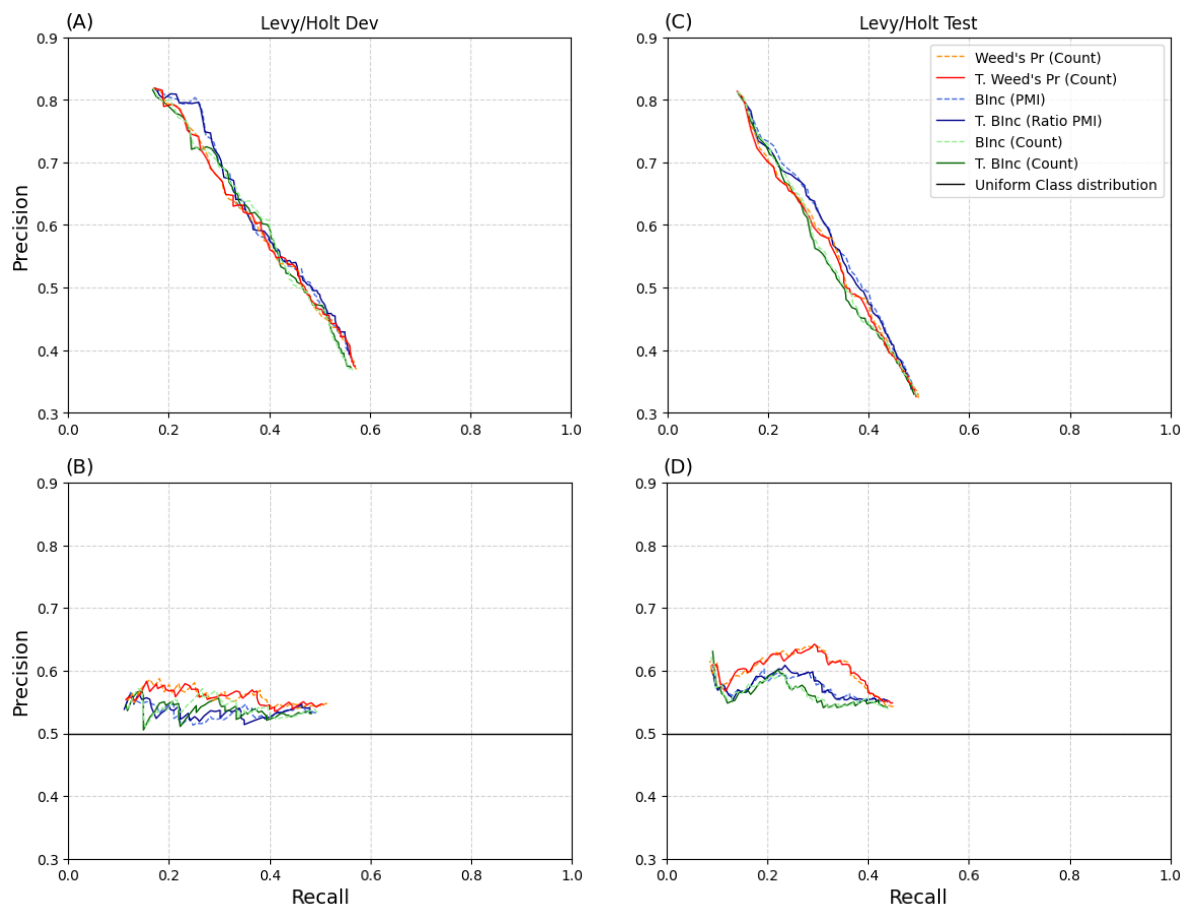 (A)
Levy/Holt Dev
Precision
0.9
0.8
0.7
0.6
0.5
0.4
0.3
0.0 0.2 0.4 0.6 0.8 1.0
(C)
Levy/Holt Test
0.9
0.8
0.7
0.6
0.5
0.4
0.3
0.0 0.2 0.4 0.6 0.8 1.0
Weed's Pr (Count)
T. Weed's Pr (Count)
BInc (PMI)
T. BInc (Ratio PMI)
BInc (Count)
T. BInc (Count)
Uniform Class distribution
(B)
Precision
0.9
0.8
0.7
0.6
0.5
0.4
0.3
0.0 0.2 0.4 0.6 0.8 1.0
Recall
(D)
0.9
0.8
0.7
0.6
0.5
0.4
0.3
0.0 0.2 0.4 0.6 0.8 1.0
Recall